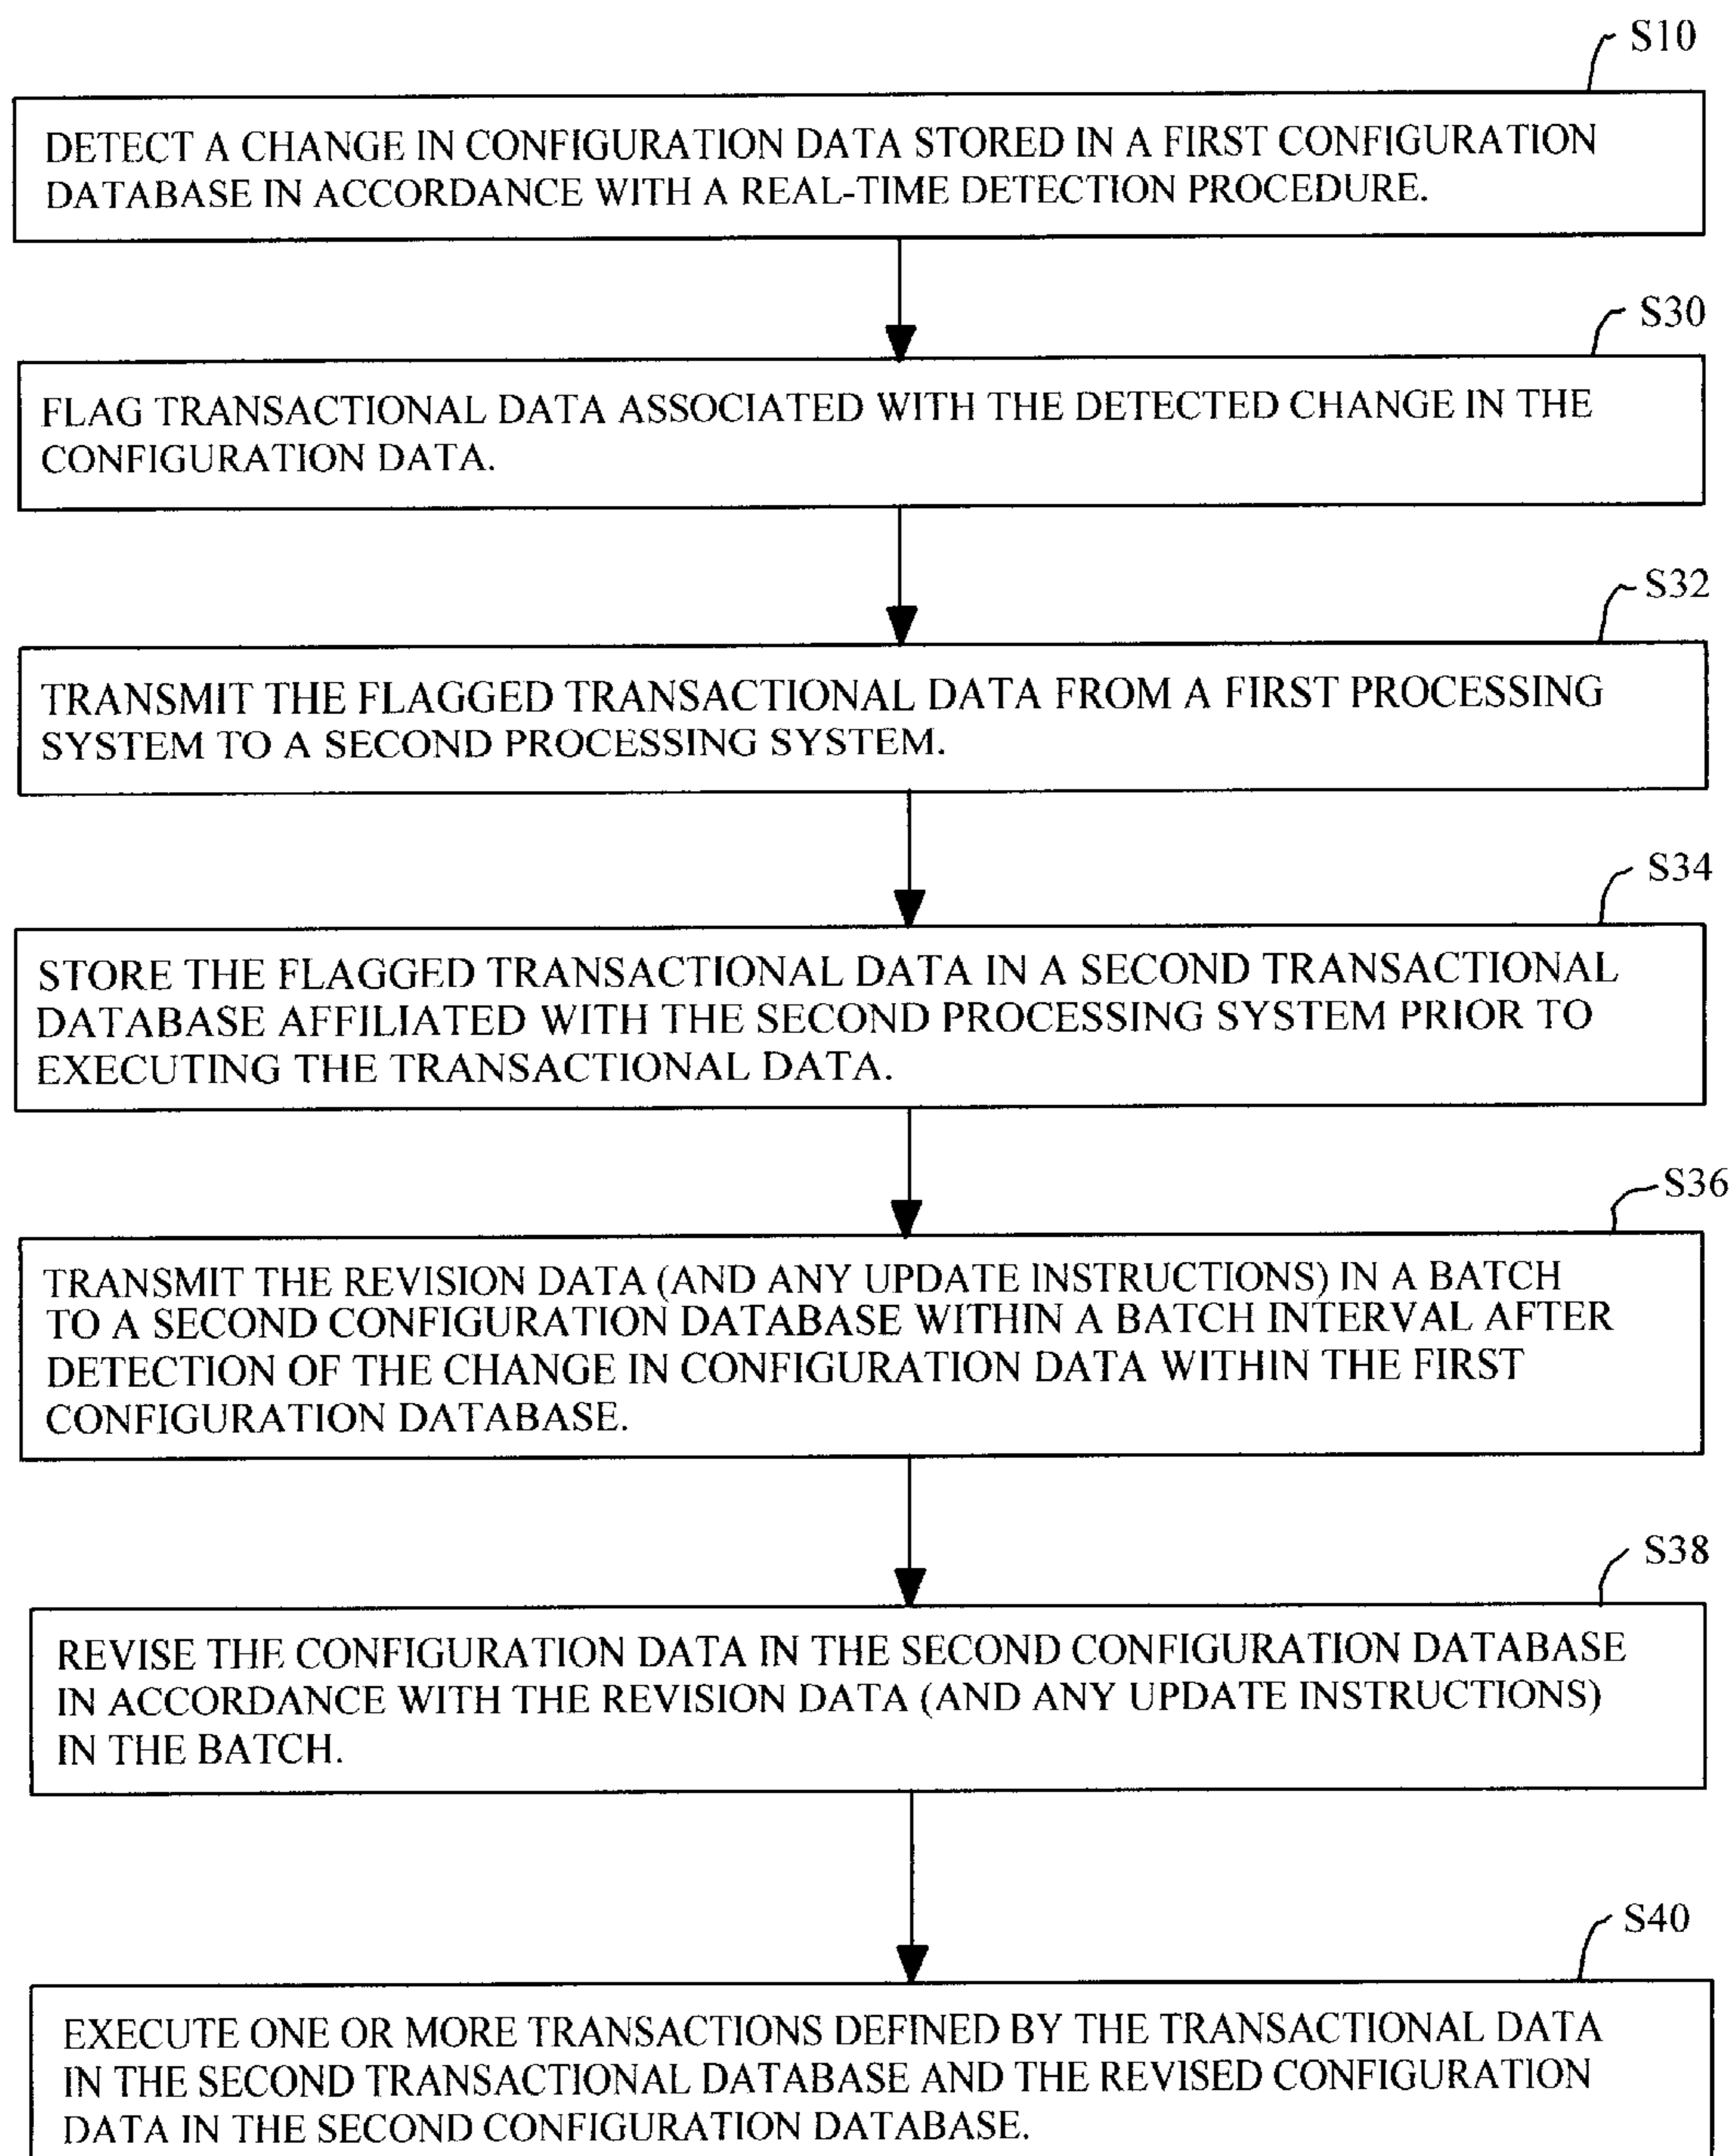 S10
DETECT A CHANGE IN CONFIGURATION DATA STORED IN A FIRST CONFIGURATION
DATABASE IN ACCORDANCE WITH A REAL-TIME DETECTION PROCEDURE.
S30
FLAG TRANSACTIONAL DATA ASSOCIATED WITH THE DETECTED CHANGE IN THE
CONFIGURATION DATA.
S32
TRANSMIT THE FLAGGED TRANSACTIONAL DATA FROM A FIRST PROCESSING
SYSTEM TO A SECOND PROCESSING SYSTEM.
S34
STORE THE FLAGGED TRANSACTIONAL DATA IN A SECOND TRANSACTIONAL
DATABASE AFFILIATED WITH THE SECOND PROCESSING SYSTEM PRIOR TO
EXECUTING THE TRANSACTIONAL DATA.
S36
TRANSMIT THE REVISION DATA (AND ANY UPDATE INSTRUCTIONS) IN A BATCH
TO A SECOND CONFIGURATION DATABASE WITHIN A BATCH INTERVAL AFTER
DETECTION OF THE CHANGE IN CONFIGURATION DATA WITHIN THE FIRST
CONFIGURATION DATABASE.
S38
REVISE THE CONFIGURATION DATA IN THE SECOND CONFIGURATION DATABASE
IN ACCORDANCE WITH THE REVISION DATA (AND ANY UPDATE INSTRUCTIONS)
IN THE BATCH.
S40
EXECUTE ONE OR MORE TRANSACTIONS DEFINED BY THE TRANSACTIONAL DATA
IN THE SECOND TRANSACTIONAL DATABASE AND THE REVISED CONFIGURATION
DATA IN THE SECOND CONFIGURATION DATABASE.